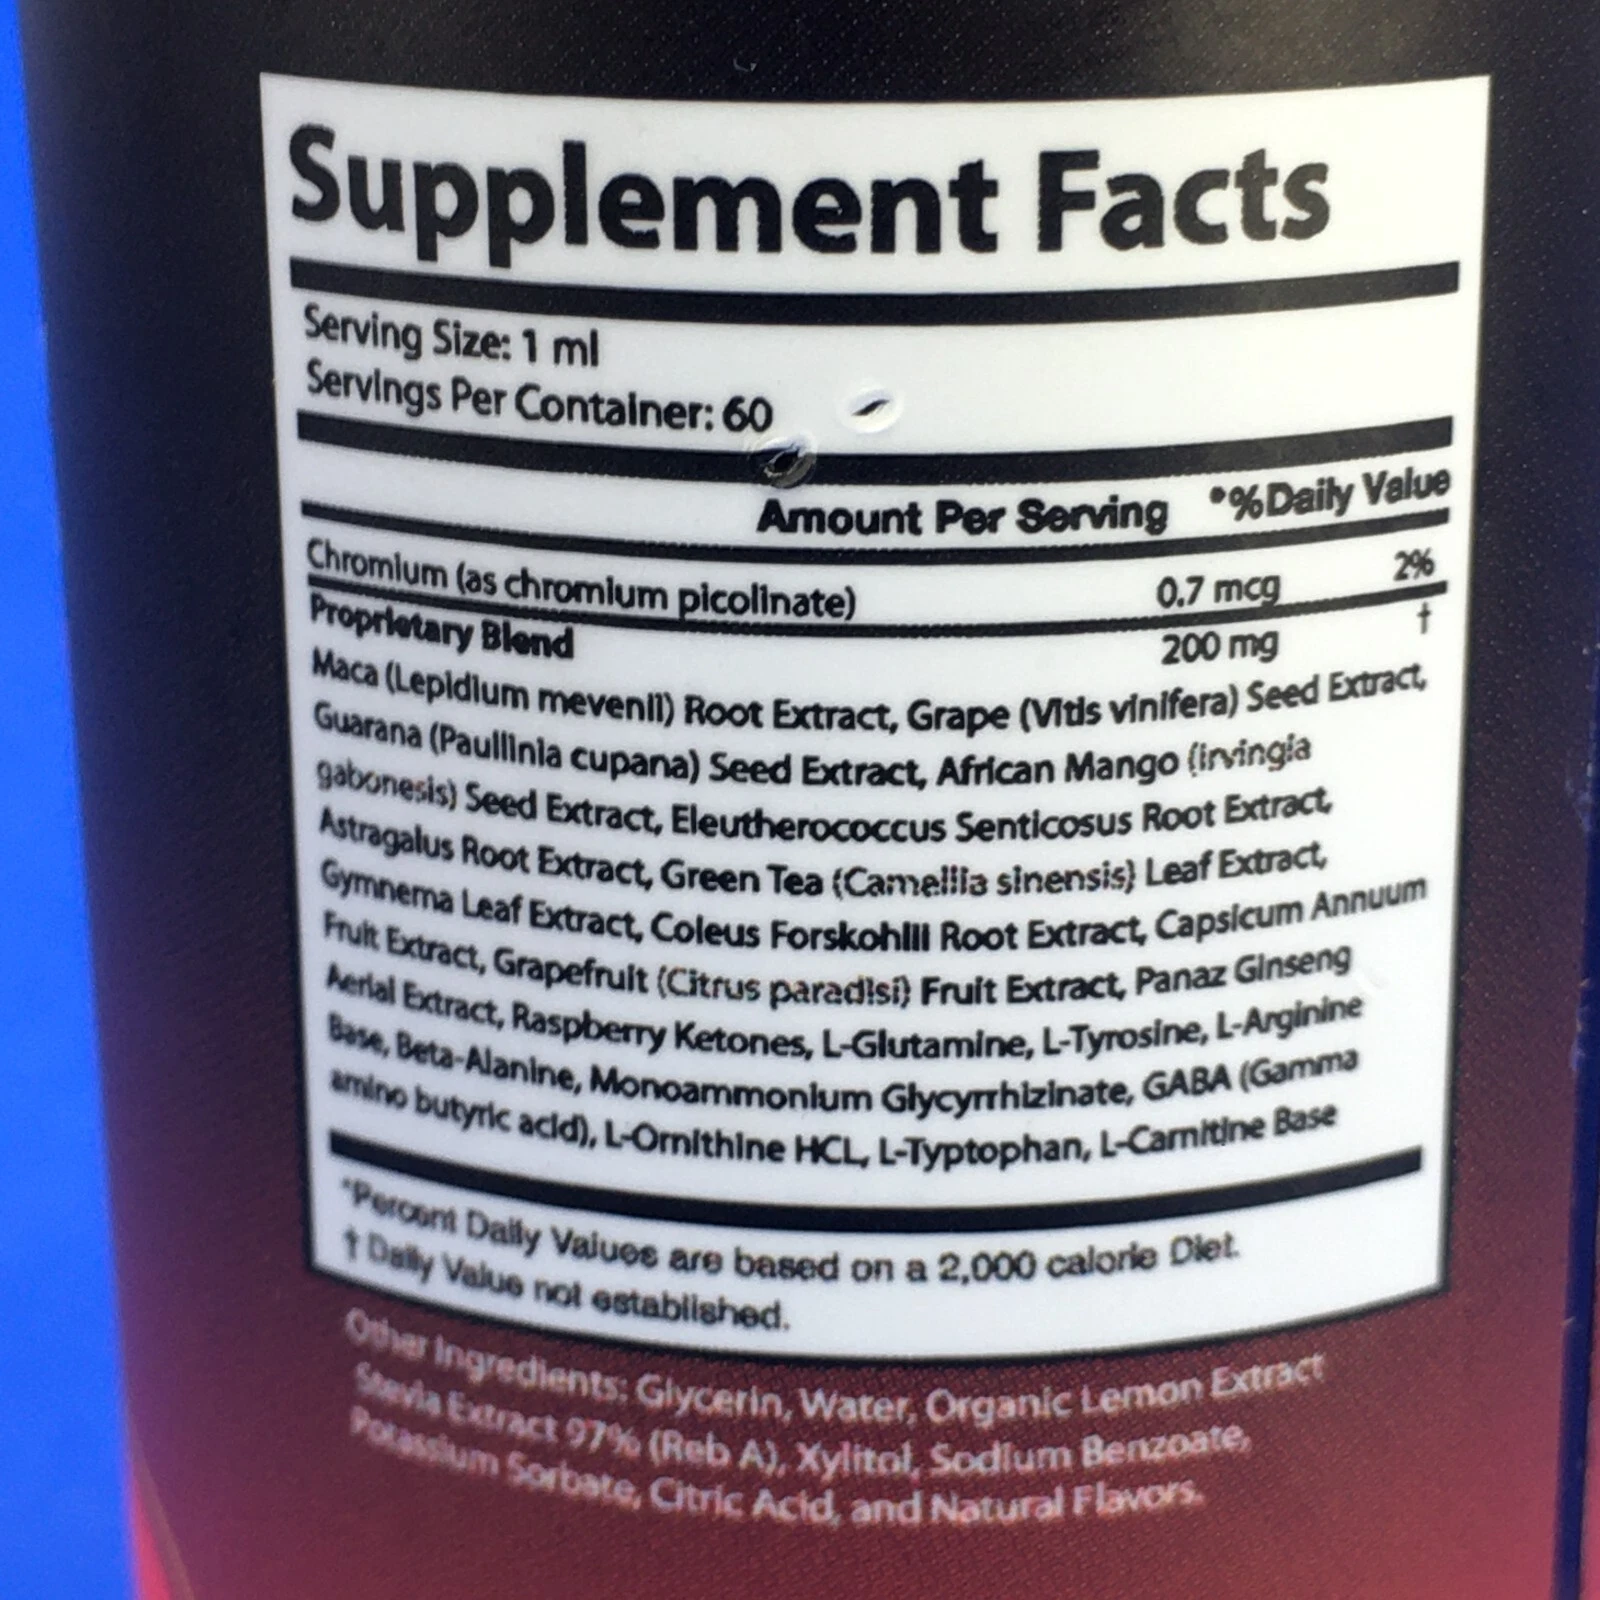 Supplement Facts
Serving Size: 1 ml
Servings Per Container: 60
Amount Per Serving *%Daily Value
Chromium (as chromium picolinate) 0.7 mcg 2%
Proprietary Blend 200 mg †
Maca (Lepidium mevenii) Root Extract, Grape (Vitis vinifera) Seed Extract,
Guarana (Paullinia cupana) Seed Extract, African Mango (irvingia
gabonesis) Seed Extract, Eleutherococcus Senticosus Root Extract,
Astragalus Root Extract, Green Tea (Camellia sinensis) Leaf Extract,
Gymnema Leaf Extract, Coleus Forskohlii Root Extract, Capsicum Annuum
Fruit Extract, Grapefruit (Citrus paradisi) Fruit Extract, Panaz Ginseng
Aerial Extract, Raspberry Ketones, L-Glutamine, L-Tyrosine, L-Arginine
Base, Beta-Alanine, Monoammonium Glycyrrhizinate, GABA (Gamma
amino butyric acid), L-Ornithine HCL, L-Typtophan, L-Carnitine Base
*Percent Daily Values are based on a 2,000 calorie Diet.
† Daily Value not established.
Other Ingredients: Glycerin, Water, Organic Lemon Extract
Stevia Extract 97% (Reb A), Xylitol, Sodium Benzoate,
Potassium Sorbate, Citric Acid, and Natural Flavors.